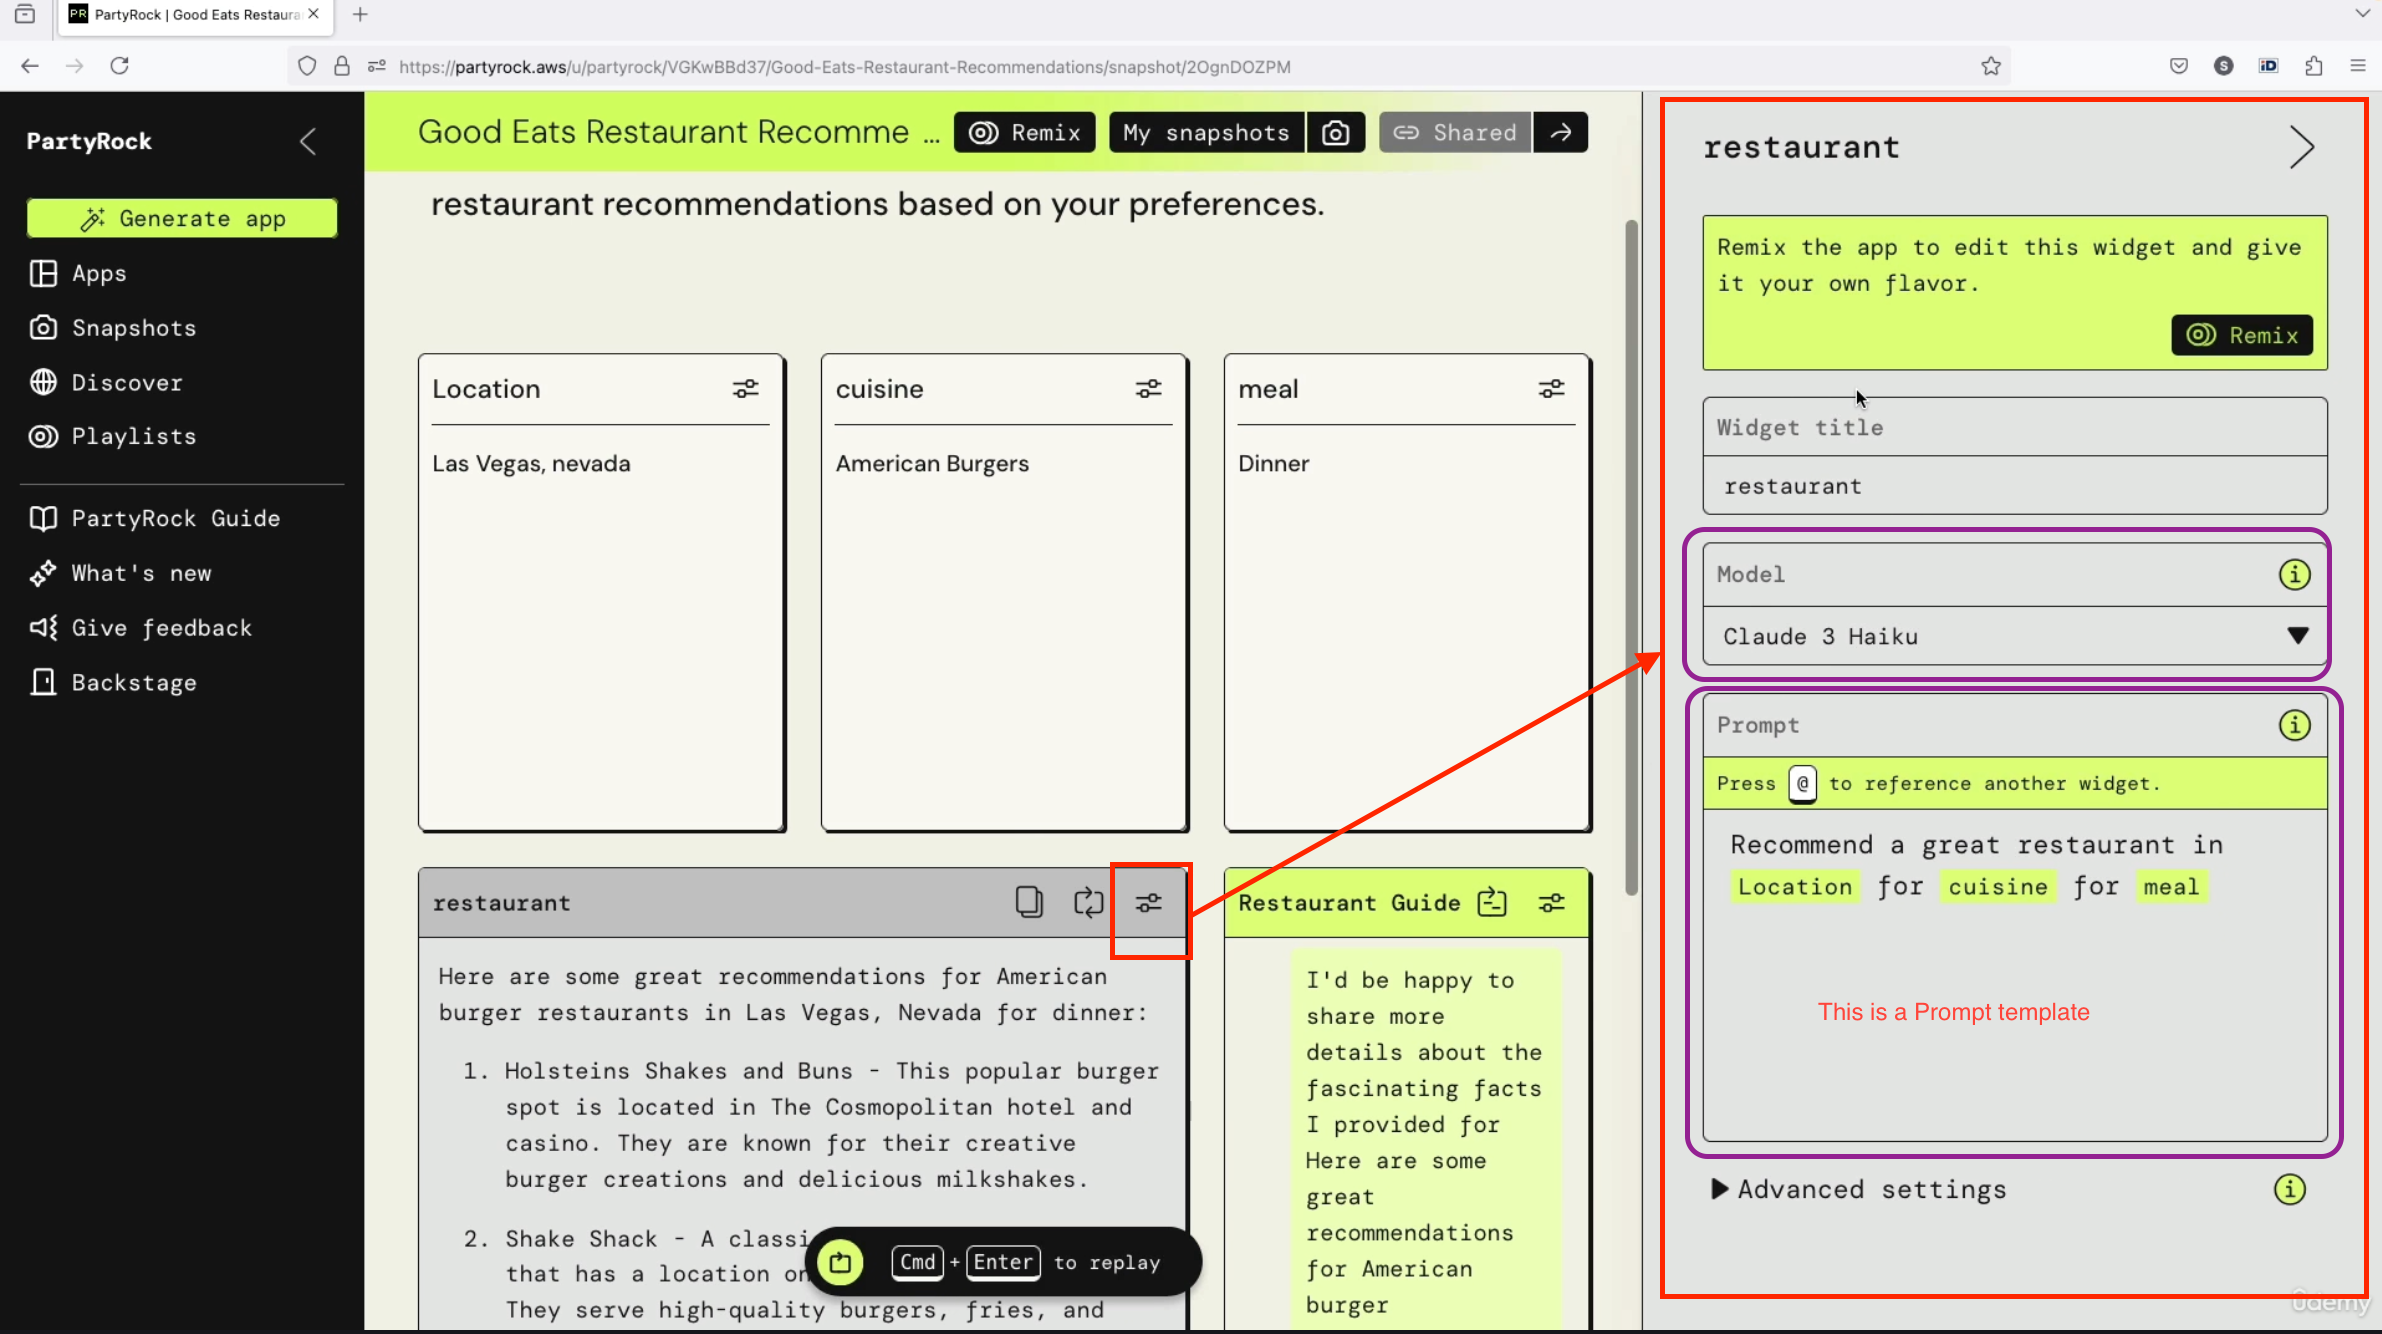 PR PartyRock | Good Eats Restaura
https://partyrock.aws/u/partyrock/VGKwBBd37/Good-Eats-Restaurant-Recommendations/snapshot/2OgnDOZPM
S
iD
PartyRock
Generate app
Apps
Snapshots
Discover
Playlists
PartyRock Guide
What's new
Give feedback
Backstage
Good Eats Restaurant Recomme ...
Remix
My snapshots
Shared
restaurant recommendations based on your preferences.
Location
Las Vegas, nevada
cuisine
American Burgers
meal
Dinner
restaurant
Here are some great recommendations for American
burger restaurants in Las Vegas, Nevada for dinner:
1. Holsteins Shakes and Buns - This popular burger
spot is located in The Cosmopolitan hotel and
casino. They are known for their creative
burger creations and delicious milkshakes.
2. Shake Shack - A classi
that has a location on
They serve high-quality burgers, fries, and
Cmd + Enter to replay
Restaurant Guide
I'd be happy to
share more
details about the
fascinating facts
I provided for
Here are some
great
recommendations
for American
burger
restaurant
Remix the app to edit this widget and give
it your own flavor.
Remix
Widget title
restaurant
Model
i
Claude 3 Haiku
Prompt
i
Press @ to reference another widget.
Recommend a great restaurant in
Location for cuisine for meal
This is a Prompt template
Advanced settings
i
ûdemy